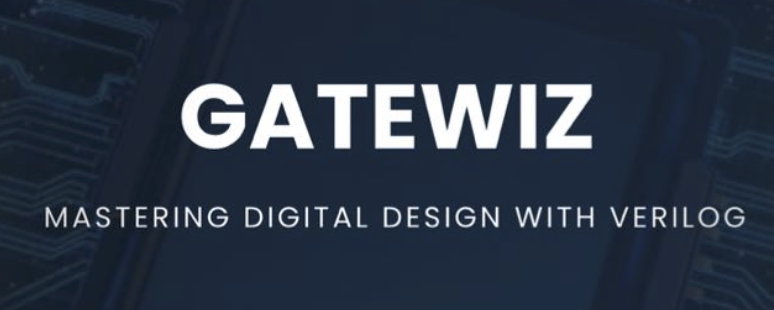 GATEWIZ
MASTERING DIGITAL DESIGN WITH VERILOG